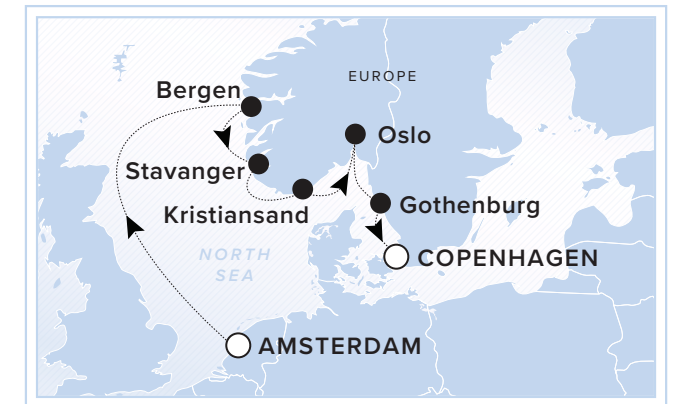 EUROPE
Bergen
Oslo
Stavanger
Kristiansand
Gothenburg
NORTH
SEA
COPENHAGEN
AMSTERDAM